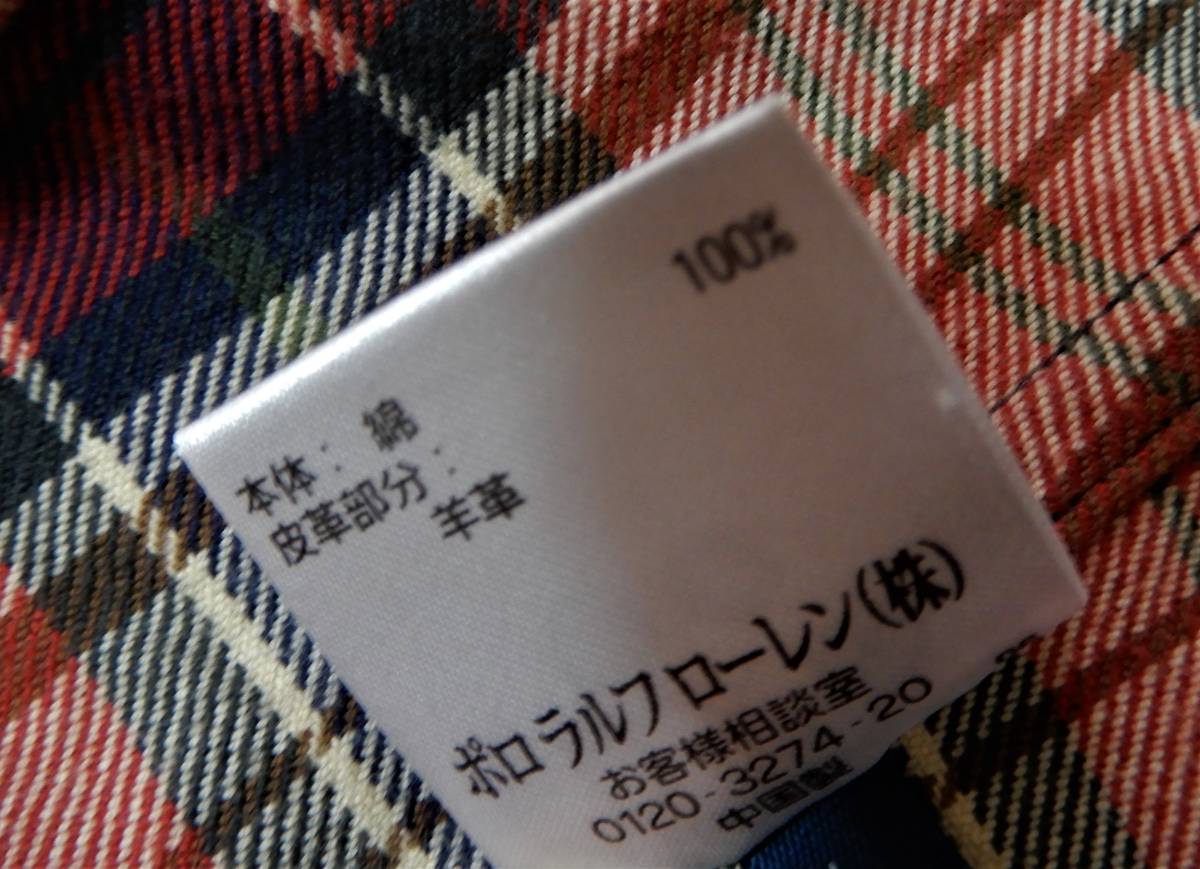 本体: 綿 100%
皮革部分:
羊革
ポロ ラルフ ローレン(株)
お客様相談室
0120-3274-20
中国製